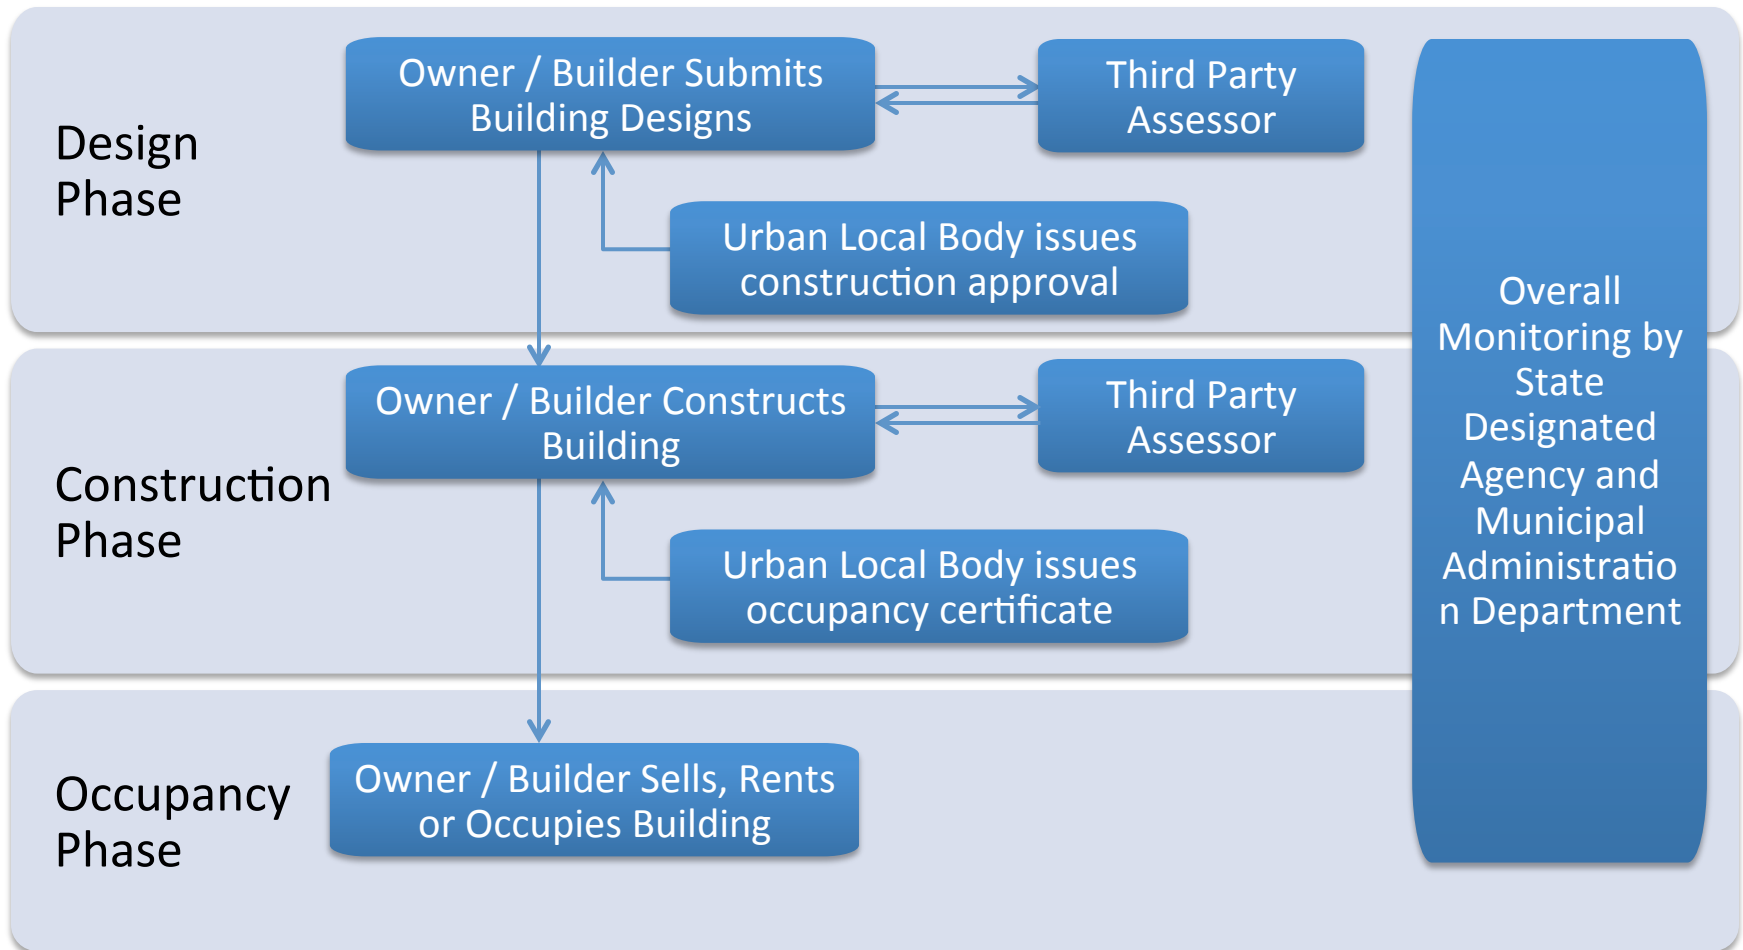 Design
Phase
Owner / Builder Submits
Building Designs
Third Party
Assessor
Urban Local Body issues
construction approval
Construction
Phase
Owner / Builder Constructs
Building
Third Party
Assessor
Urban Local Body issues
occupancy certificate
Occupancy
Phase
Owner / Builder Sells, Rents
or Occupies Building
Overall
Monitoring by
State
Designated
Agency and
Municipal
Administratio
n Department